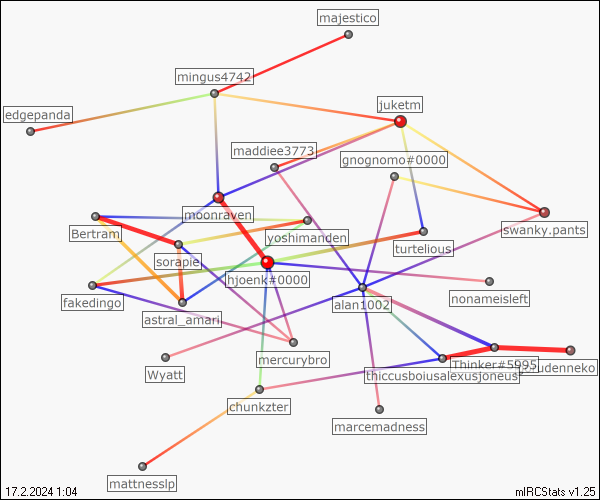 majestico
mingus4742
juketm
edgepanda
maddiee3773
gnognomo#0000
moonraven
swanky.pants
Bertram
yoshimanden
turtelious
sorapie
hjoenk#0000
nonameisleft
fakedingo
alan1002
astral_amari
mercurybro
Wyatt
Thinker#5995
udenneko
thiccusboiusalexusjoneus
chunkzter
marcemadness
mattnesslp
17.2.2024 1:04
mIRCStats v1.25